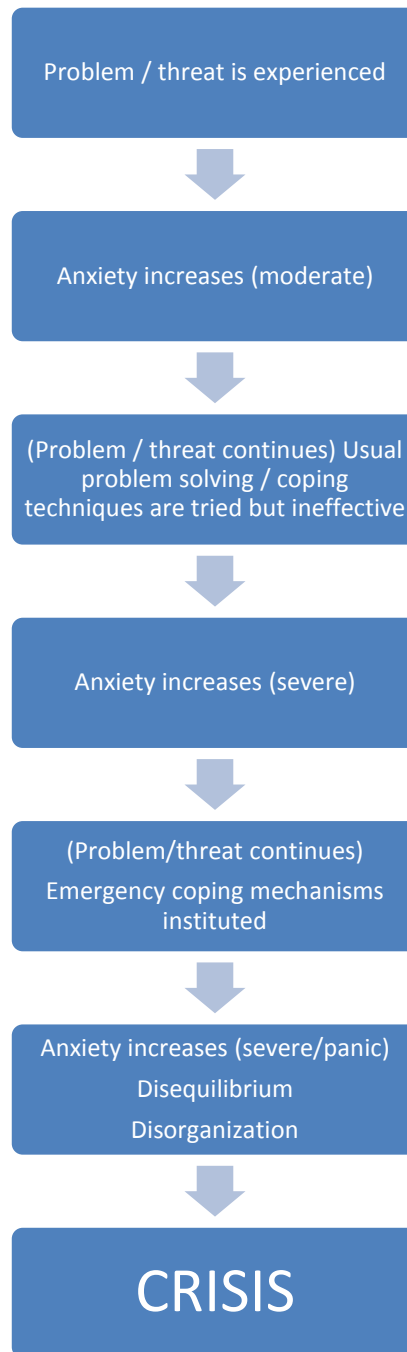 Problem / threat is experienced
Anxiety increases (moderate)
(Problem / threat continues) Usual
problem solving / coping
techniques are tried but ineffective
Anxiety increases (severe)
(Problem/threat continues)
Emergency coping mechanisms
instituted
Anxiety increases (severe/panic)
Disequilibrium
Disorganization
CRISIS